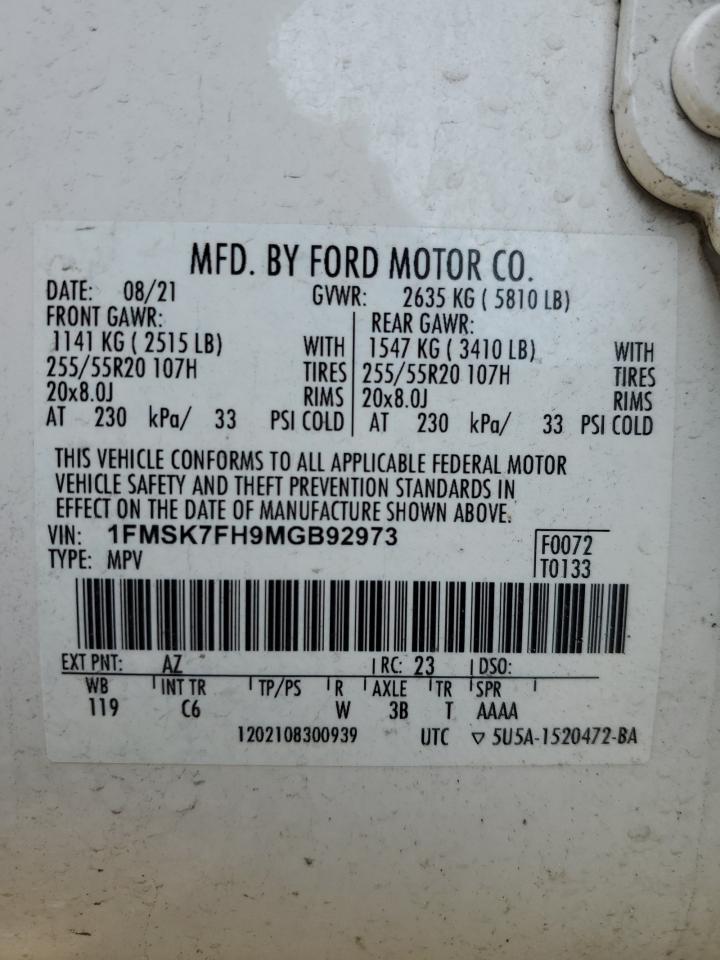 MFD. BY FORD MOTOR CO.
DATE: 08/21 GVWR: 2635 KG ( 5810 LB)
FRONT GAWR: REAR GAWR:
1141 KG ( 2515 LB) WITH 1547 KG ( 3410 LB) WITH
255/55R20 107H TIRES 255/55R20 107H TIRES
20x8.0J RIMS 20x8.0J RIMS
AT 230 kPa/ 33 PSI COLD AT 230 kPa/ 33 PSI COLD
THIS VEHICLE CONFORMS TO ALL APPLICABLE FEDERAL MOTOR
VEHICLE SAFETY AND THEFT PREVENTION STANDARDS IN
EFFECT ON THE DATE OF MANUFACTURE SHOWN ABOVE.
VIN: 1FMSK7FH9MGB92973
TYPE: MPV
F0072
T0133
EXT PNT: AZ RC: 23 DSO:
WB INT TR TP/PS R AXLE TR SPR
119 C6 W 3B T AAAA
1202108300939 UTC ▽ 5U5A-1520472-BA